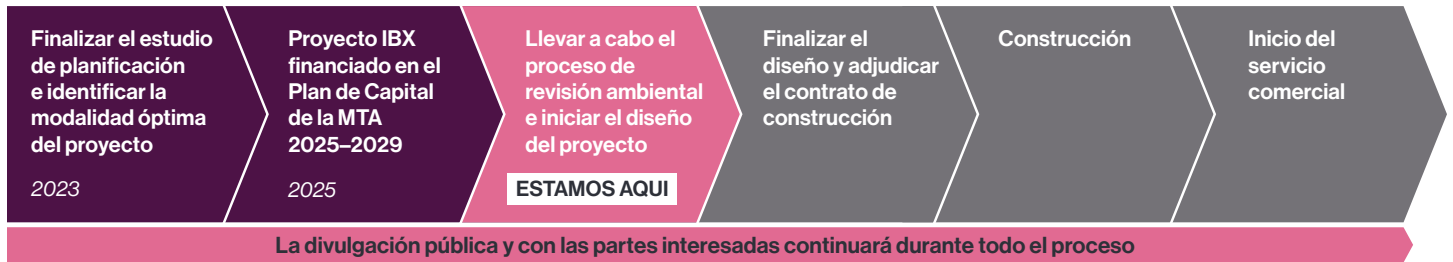 Finalizar el estudio
de planificación
e identificar la
modalidad óptima
del proyecto
2023
Proyecto IBX
financiado en el
Plan de Capital
de la MTA
2025–2029
2025
Llevar a cabo el
proceso de
revisión ambiental
e iniciar el diseño
del proyecto
ESTAMOS AQUI
Finalizar el
diseño y adjudicar
el contrato de
construcción
Construcción
Inicio del
servicio
comercial
La divulgación pública y con las partes interesadas continuará durante todo el proceso